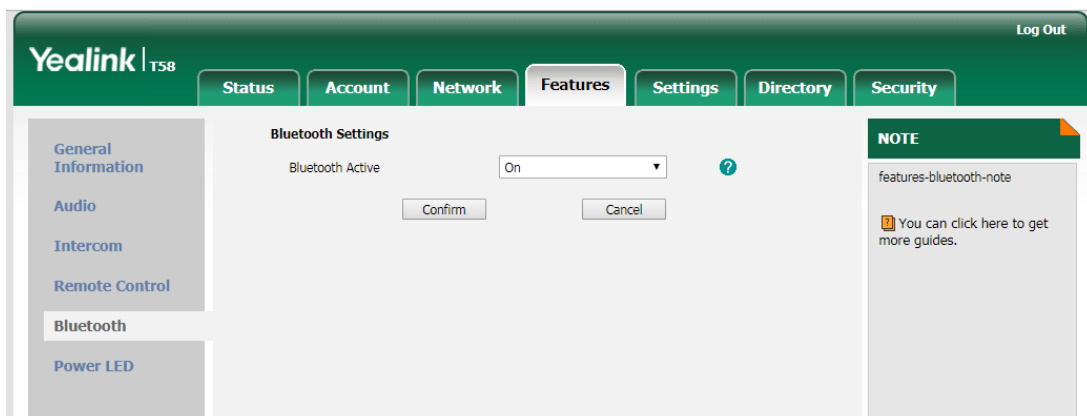 Log Out
Yealink T58
Status Account Network Features Settings Directory Security
General
Information
Audio
Intercom
Remote Control
Bluetooth
Power LED
Bluetooth Settings
Bluetooth Active On ?
Confirm Cancel
NOTE
features-bluetooth-note
? You can click here to get
more guides.